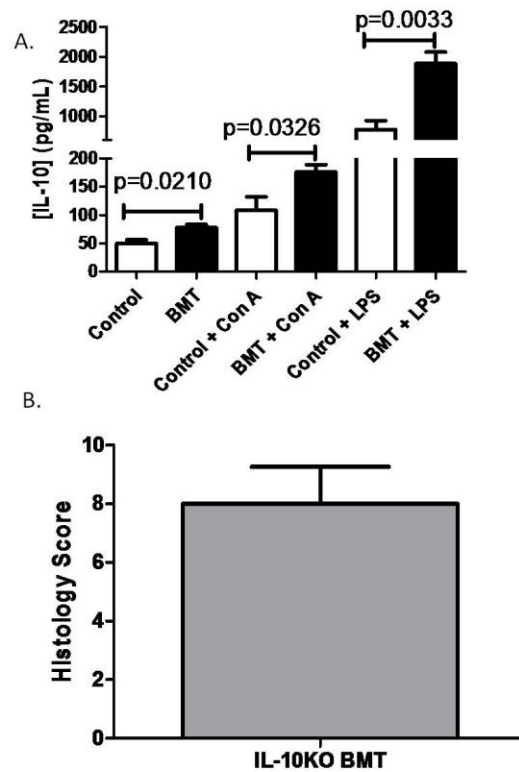 A.
[IL-10] (pg/mL)
2500
2000
1500
1000
500
200
150
100
50
0
p=0.0210
p=0.0326
p=0.0033
Control
BMT
Control + Con A
BMT + Con A
Control + LPS
BMT + LPS
B.
Histology Score
10
8
6
4
2
0
IL-10KO BMT